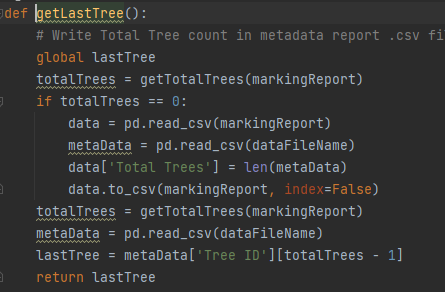 def getLastTree():
    # Write Total Tree count in metadata report .csv
    global lastTree
    totalTrees = getTotalTrees(markingReport)
    if totalTrees == 0:
        data = pd.read_csv(markingReport)
        metaData = pd.read_csv(dataFileName)
        data['Total Trees'] = len(metaData)
        data.to_csv(markingReport, index=False)
    totalTrees = getTotalTrees(markingReport)
    metaData = pd.read_csv(dataFileName)
    lastTree = metaData['Tree ID'][totalTrees - 1]
    return lastTree